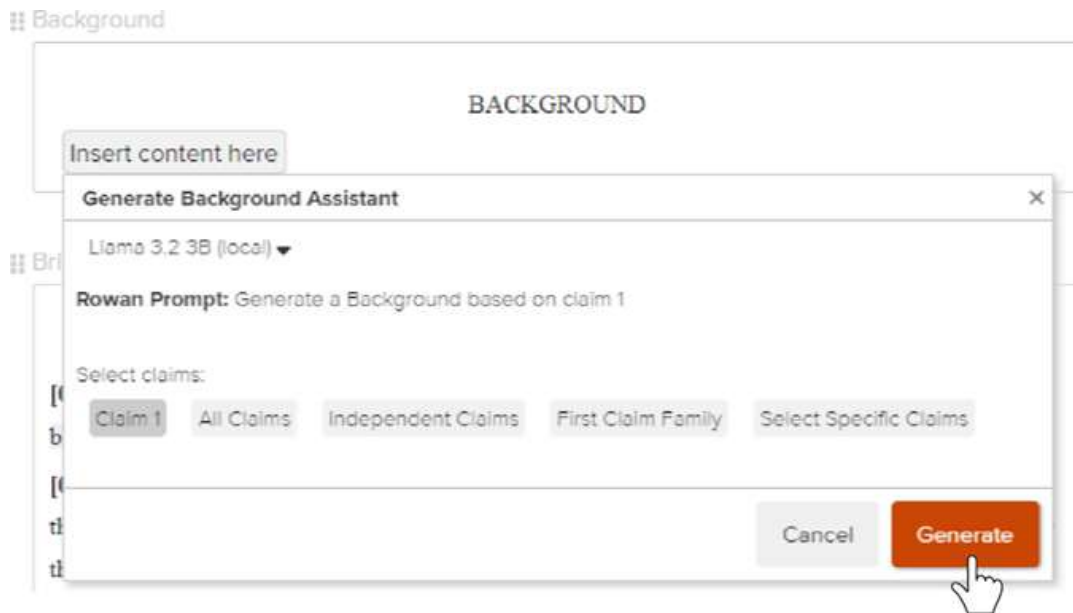 Background
BACKGROUND
Insert content here
Generate Background Assistant
×
Llama 3.2 3B (local)
Rowan Prompt: Generate a Background based on claim 1
Bri
Select claims:
Claim 1 All Claims Independent Claims First Claim Family Select Specific Claims
b
Cancel Generate